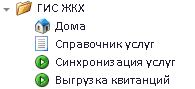 ГИС ЖКХ
Дома
Справочник услуг
Синхронизация услуг
Выгрузка квитанций